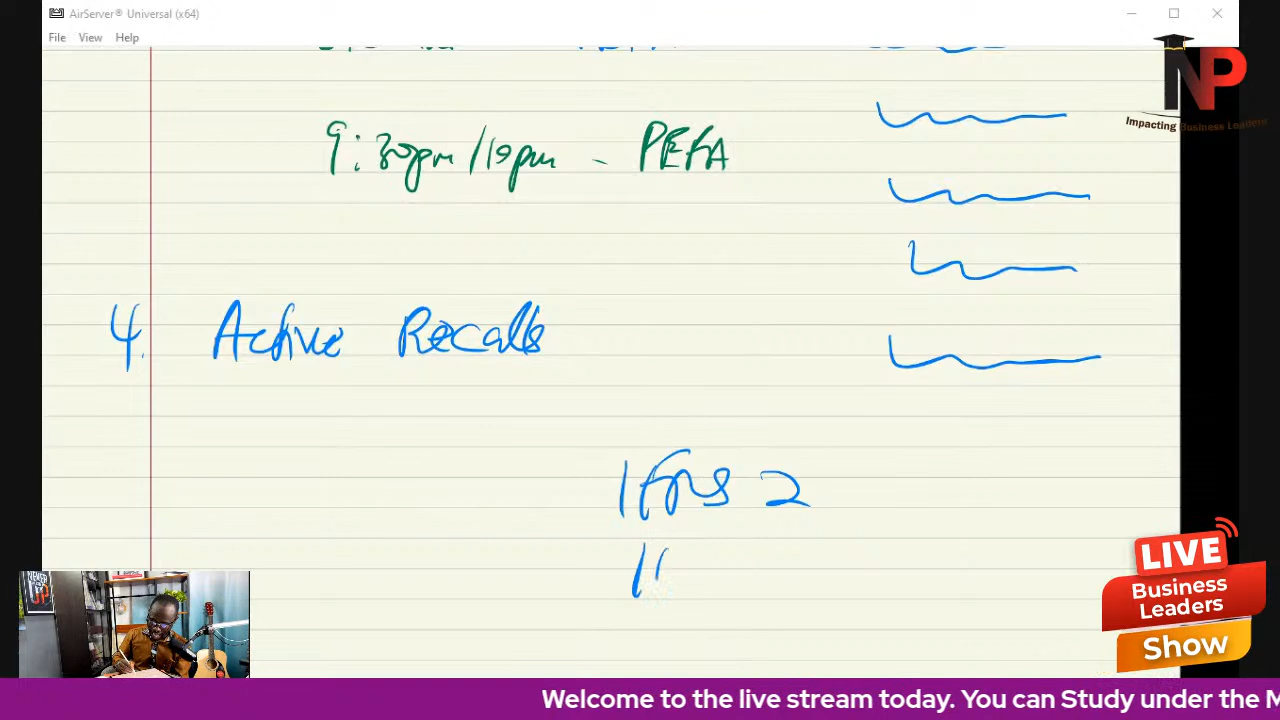 AirServer® Universal (x64)
File View Help
NP
Impacting Business Leaders
9:30pm/10pm - PEFA
4. Active Recalls
IFRS 2
LIVE
Business
Leaders
Show
Welcome to the live stream today. You can Study under the M